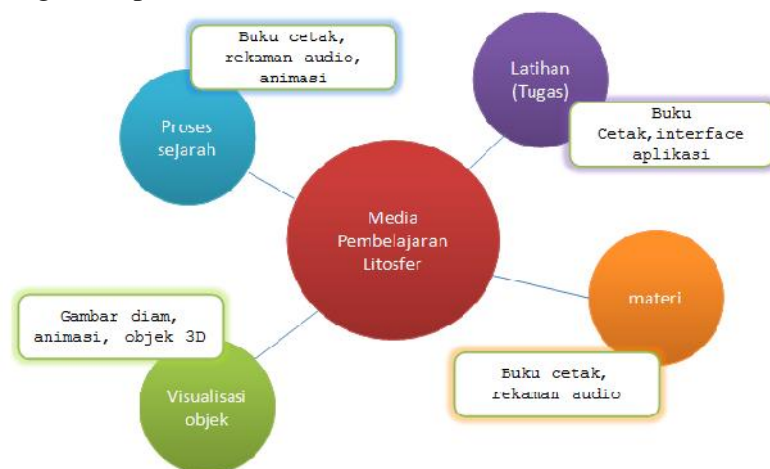 Buku cetak,
rekaman audio,
animasi
Latihan
(Tugas)
Proses
sejarah
Buku
Cetak,interface
aplikasi
Media
Pembelajaran
Litosfer
Gambar diam,
animasi, objek 3D
materi
Buku cetak,
rekaman audio
Visualisasi
objek